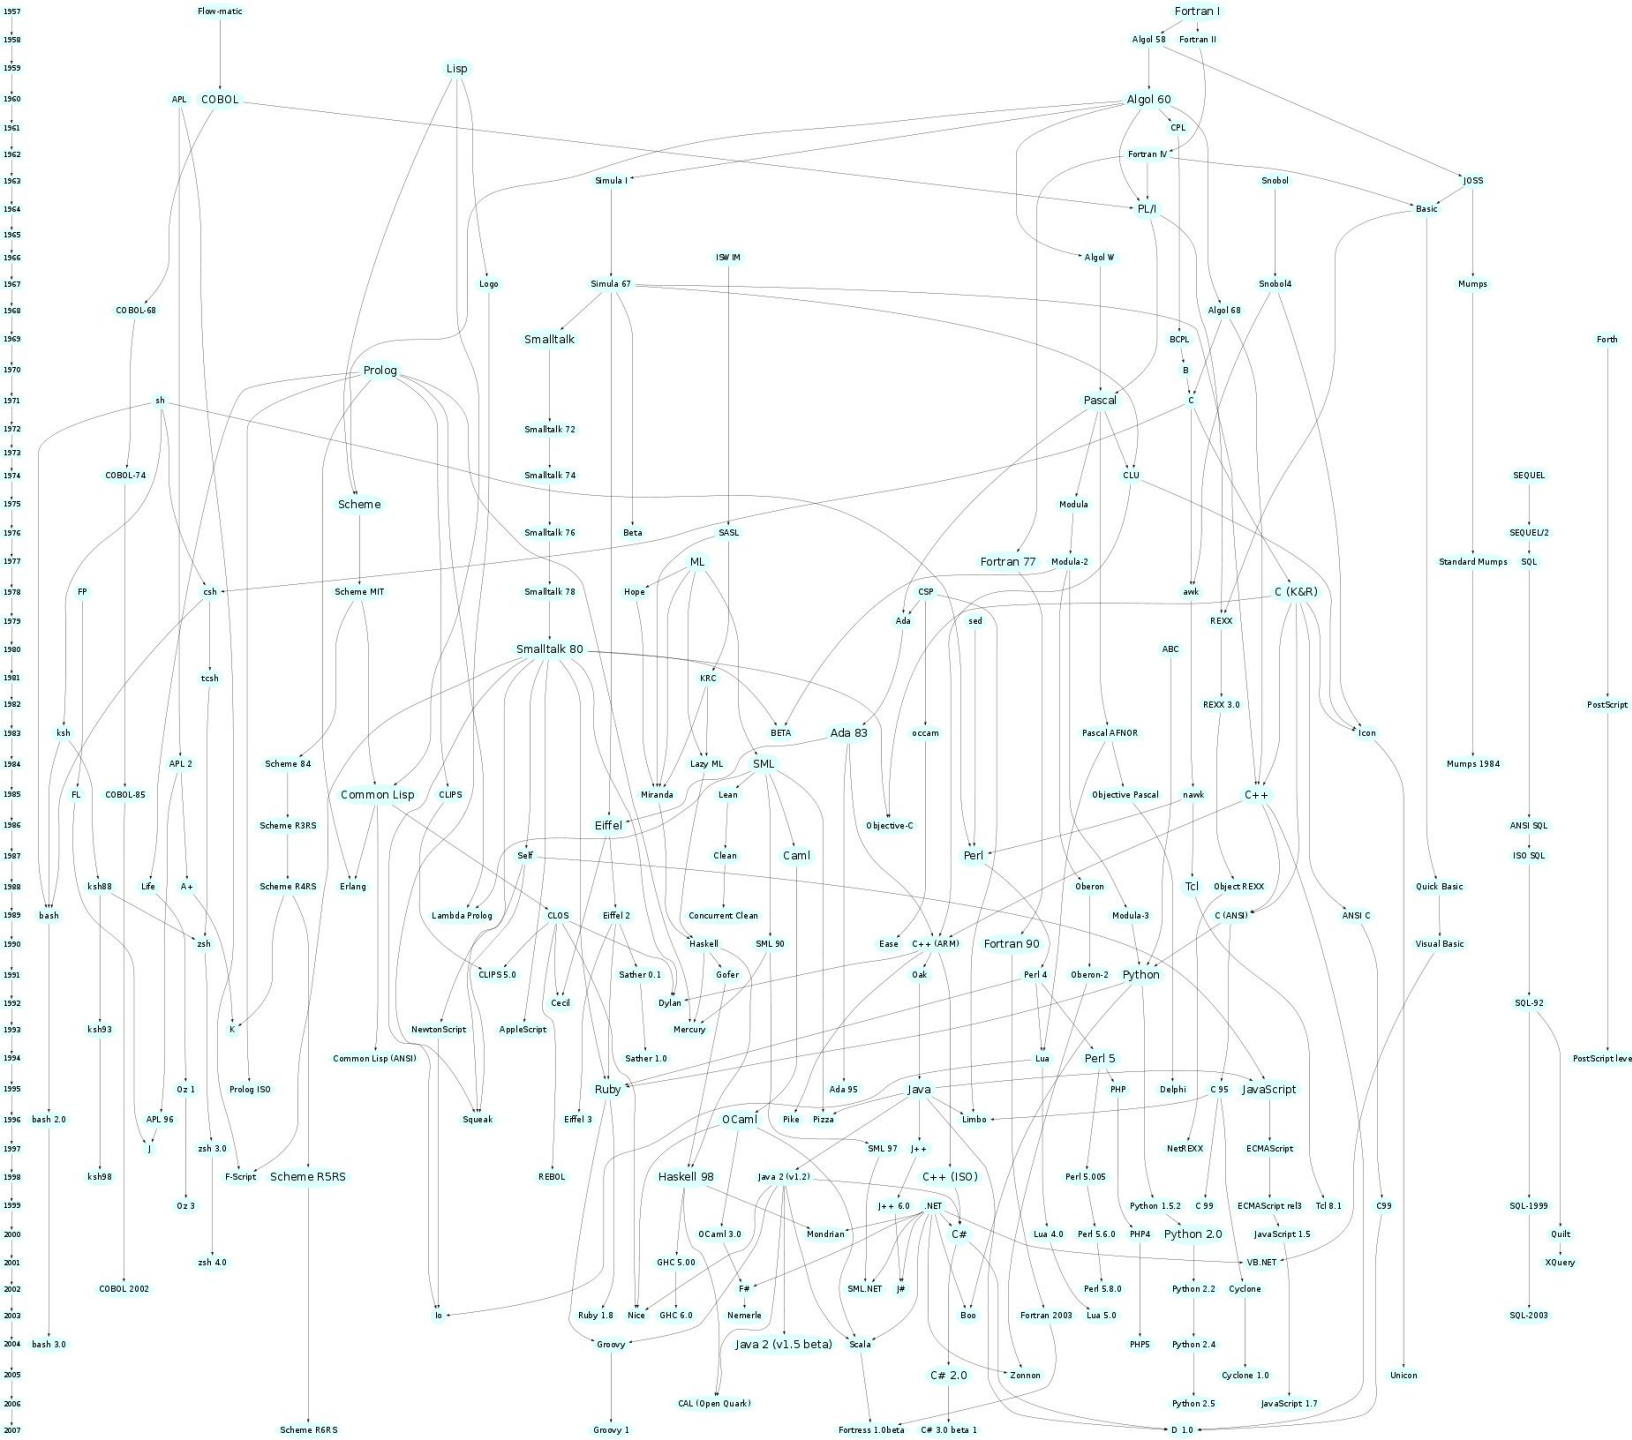 1957 Flow-matic Fortran I
1958 Algol 58 Fortran II
1959 Lisp
1960 APL COBOL Algol 60
1961 CPL
1962 Fortran IV
1963 Simula I Snobol JOSS
1964 PL/I Basic
1965
1966 ISWIM Algol W
1967 Logo Simula 67 Snobol4 Mumps
1968 COBOL-68 Algol 68
1969 Smalltalk BCPL Forth
1970 Prolog B
1971 sh Pascal C
1972 Smalltalk 72
1973
1974 COBOL-74 Smalltalk 74 CLU SEQUEL
1975 Scheme Modula
1976 Smalltalk 76 Beta SASL SEQUEL/2
1977 ML Fortran 77 Modula-2 Standard Mumps SQL
1978 FP csh Scheme MIT Smalltalk 78 Hope CSP awk C (K&R)
1979 Ada sed REXX
1980 Smalltalk 80 ABC
1981 tcsh KRC
1982 REXX 3.0 PostScript
1983 ksh BETA Ada 83 occam Pascal AFNOR Icon
1984 APL 2 Scheme 84 Lazy ML SML Mumps 1984
1985 FL COBOL-85 Common Lisp CLIPS Miranda Lean Objective Pascal nawk C++
1986 Scheme R3RS Eiffel Objective-C ANSI SQL
1987 Self Clean Caml Perl ISO SQL
1988 ksh88 Life A+ Scheme R4RS Erlang Oberon Tcl Object REXX Quick Basic
1989 bash Lambda Prolog CLOS Eiffel 2 Concurrent Clean Modula-3 C (ANSI) ANSI C
1990 zsh Haskell SML 90 Ease C++ (ARM) Fortran 90 Visual Basic
1991 CLIPS 5.0 Sather 0.1 Gofer Oak Perl 4 Oberon-2 Python
1992 Cecil Dylan SQL-92
1993 ksh93 K NewtonScript AppleScript Mercury
1994 Common Lisp (ANSI) Sather 1.0 Lua Perl 5 PostScript leve
1995 Oz 1 Prolog ISO Ruby Ada 95 Java PHP Delphi C 95 JavaScript
1996 bash 2.0 APL 96 Squeak Eiffel 3 OCaml Pike Pizza Limbo
1997 J zsh 3.0 SML 97 J++ NetREXX ECMAScript
1998 ksh98 F-Script Scheme R5RS REBOL Haskell 98 Java 2 (v1.2) C++ (ISO) Perl 5.005
1999 Oz 3 J++ 6.0 .NET Python 1.5.2 C 99 ECMAScript rel3 Tcl 8.1 C99 SQL-1999
2000 OCaml 3.0 Mondrian C# Lua 4.0 Perl 5.6.0 PHP4 Python 2.0 JavaScript 1.5 Quilt
2001 zsh 4.0 GHC 5.00 VB.NET XQuery
2002 COBOL 2002 F# SML.NET J# Perl 5.8.0 Python 2.2 Cyclone
2003 Io Ruby 1.8 Nice GHC 6.0 Nemerle Boo Fortran 2003 Lua 5.0 SQL-2003
2004 bash 3.0 Groovy Java 2 (v1.5 beta) Scala PHP5 Python 2.4
2005 C# 2.0 Zonnon Cyclone 1.0 Unicon
2006 CAL (Open Quark) Python 2.5 JavaScript 1.7
2007 Scheme R6RS Groovy 1 Fortress 1.0beta C# 3.0 beta 1 D 1.0